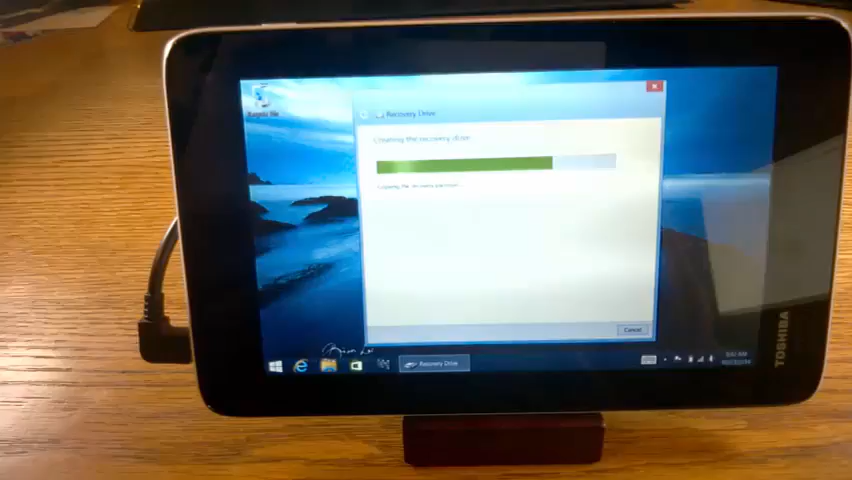 Recycle Bin
Recovery Drive
Creating the recovery drive
Copying the recovery partition...
Cancel
Recovery Drive
TOSHIBA